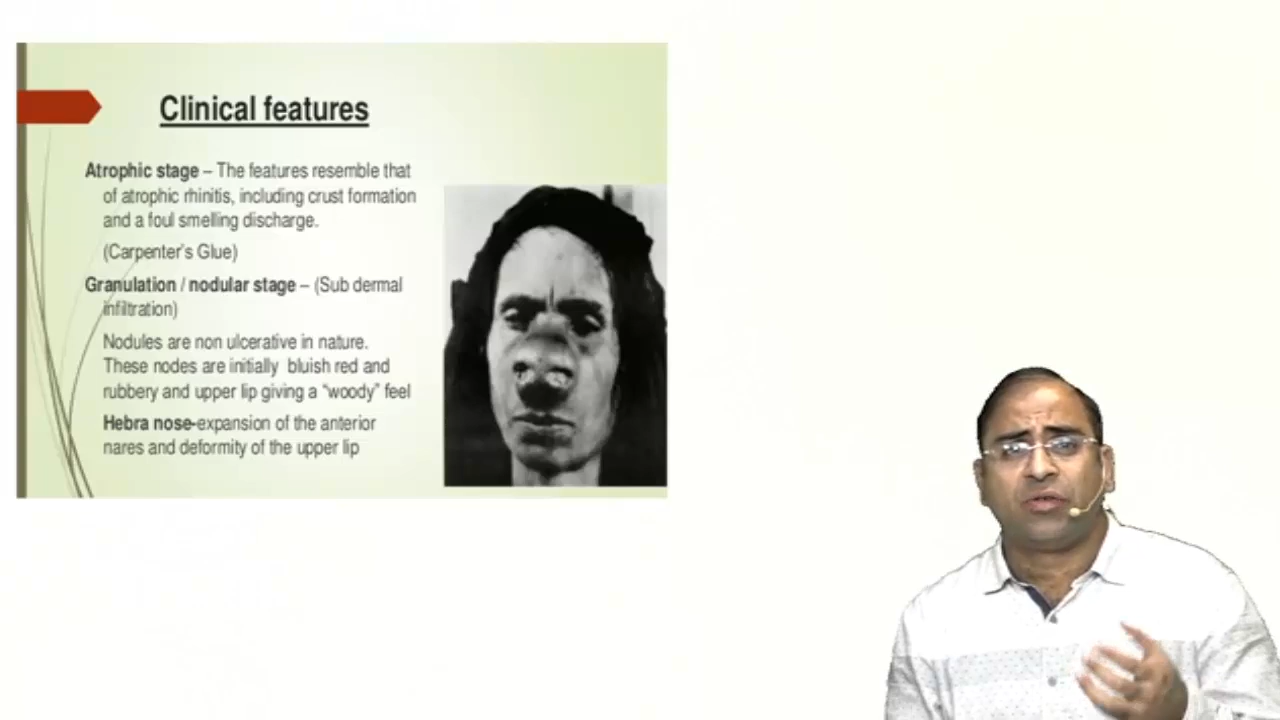 Clinical features
Atrophic stage – The features resemble that
of atrophic rhinitis, including crust formation
and a foul smelling discharge.
(Carpenter's Glue)
Granulation / nodular stage – (Sub dermal
infiltration)
Nodules are non ulcerative in nature.
These nodes are initially bluish red and
rubbery and upper lip giving a "woody" feel
Hebra nose-expansion of the anterior
nares and deformity of the upper lip